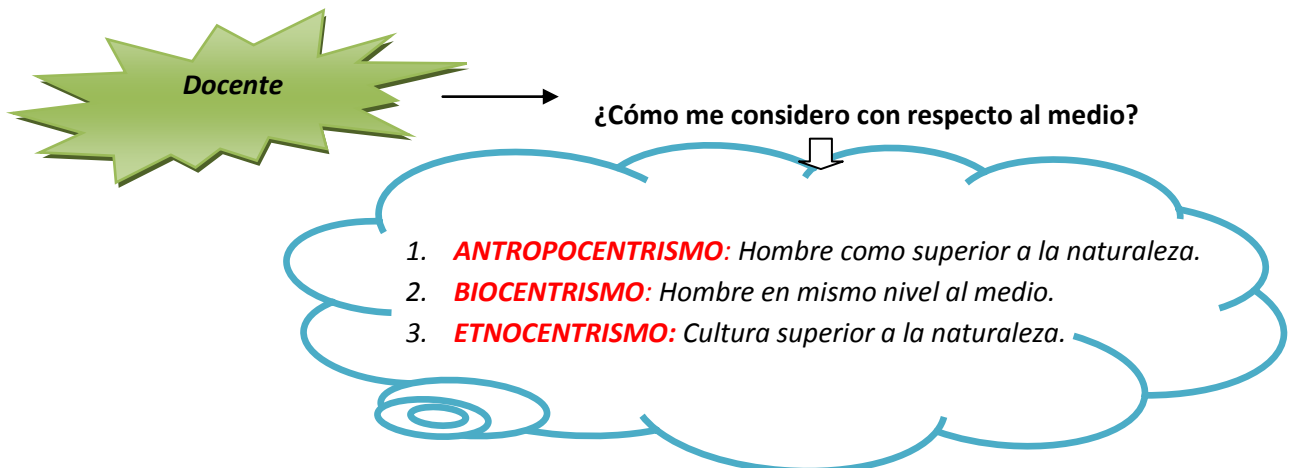 Docente
¿Cómo me considero con respecto al medio?
1. ANTROPOCENTRISMO: Hombre como superior a la naturaleza.
2. BIOCENTRISMO: Hombre en mismo nivel al medio.
3. ETNOCENTRISMO: Cultura superior a la naturaleza.